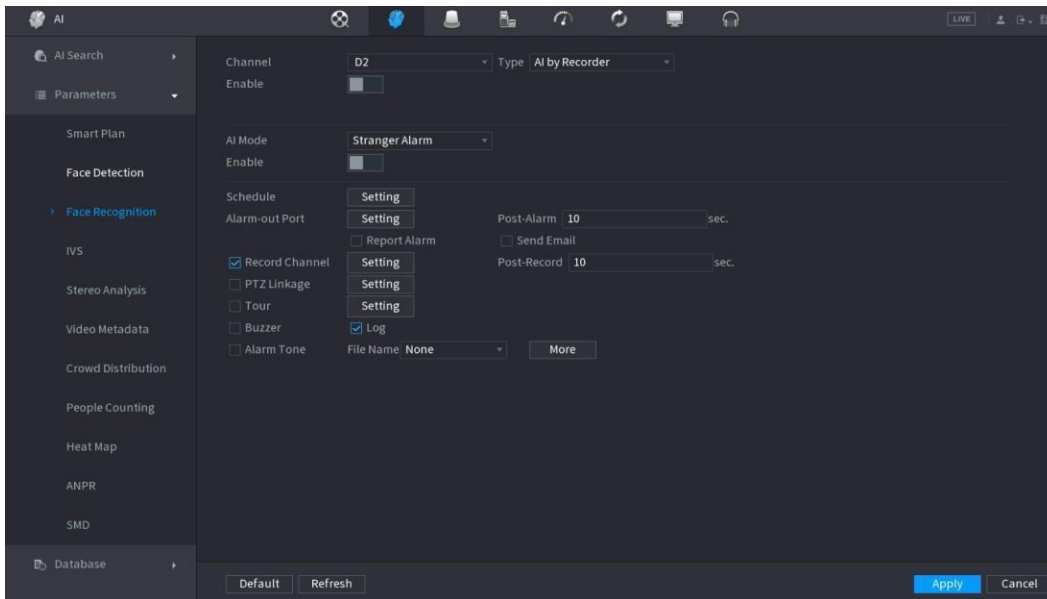 AI
LIVE
AI Search
Parameters
Smart Plan
Face Detection
Face Recognition
IVS
Stereo Analysis
Video Metadata
Crowd Distribution
People Counting
Heat Map
ANPR
SMD
Database
Channel D2 Type AI by Recorder
Enable
AI Mode Stranger Alarm
Enable
Schedule Setting
Alarm-out Port Setting Post-Alarm 10 sec.
Report Alarm Send Email
Record Channel Setting Post-Record 10 sec.
PTZ Linkage Setting
Tour Setting
Buzzer Log
Alarm Tone File Name None More
Default Refresh Apply Cancel